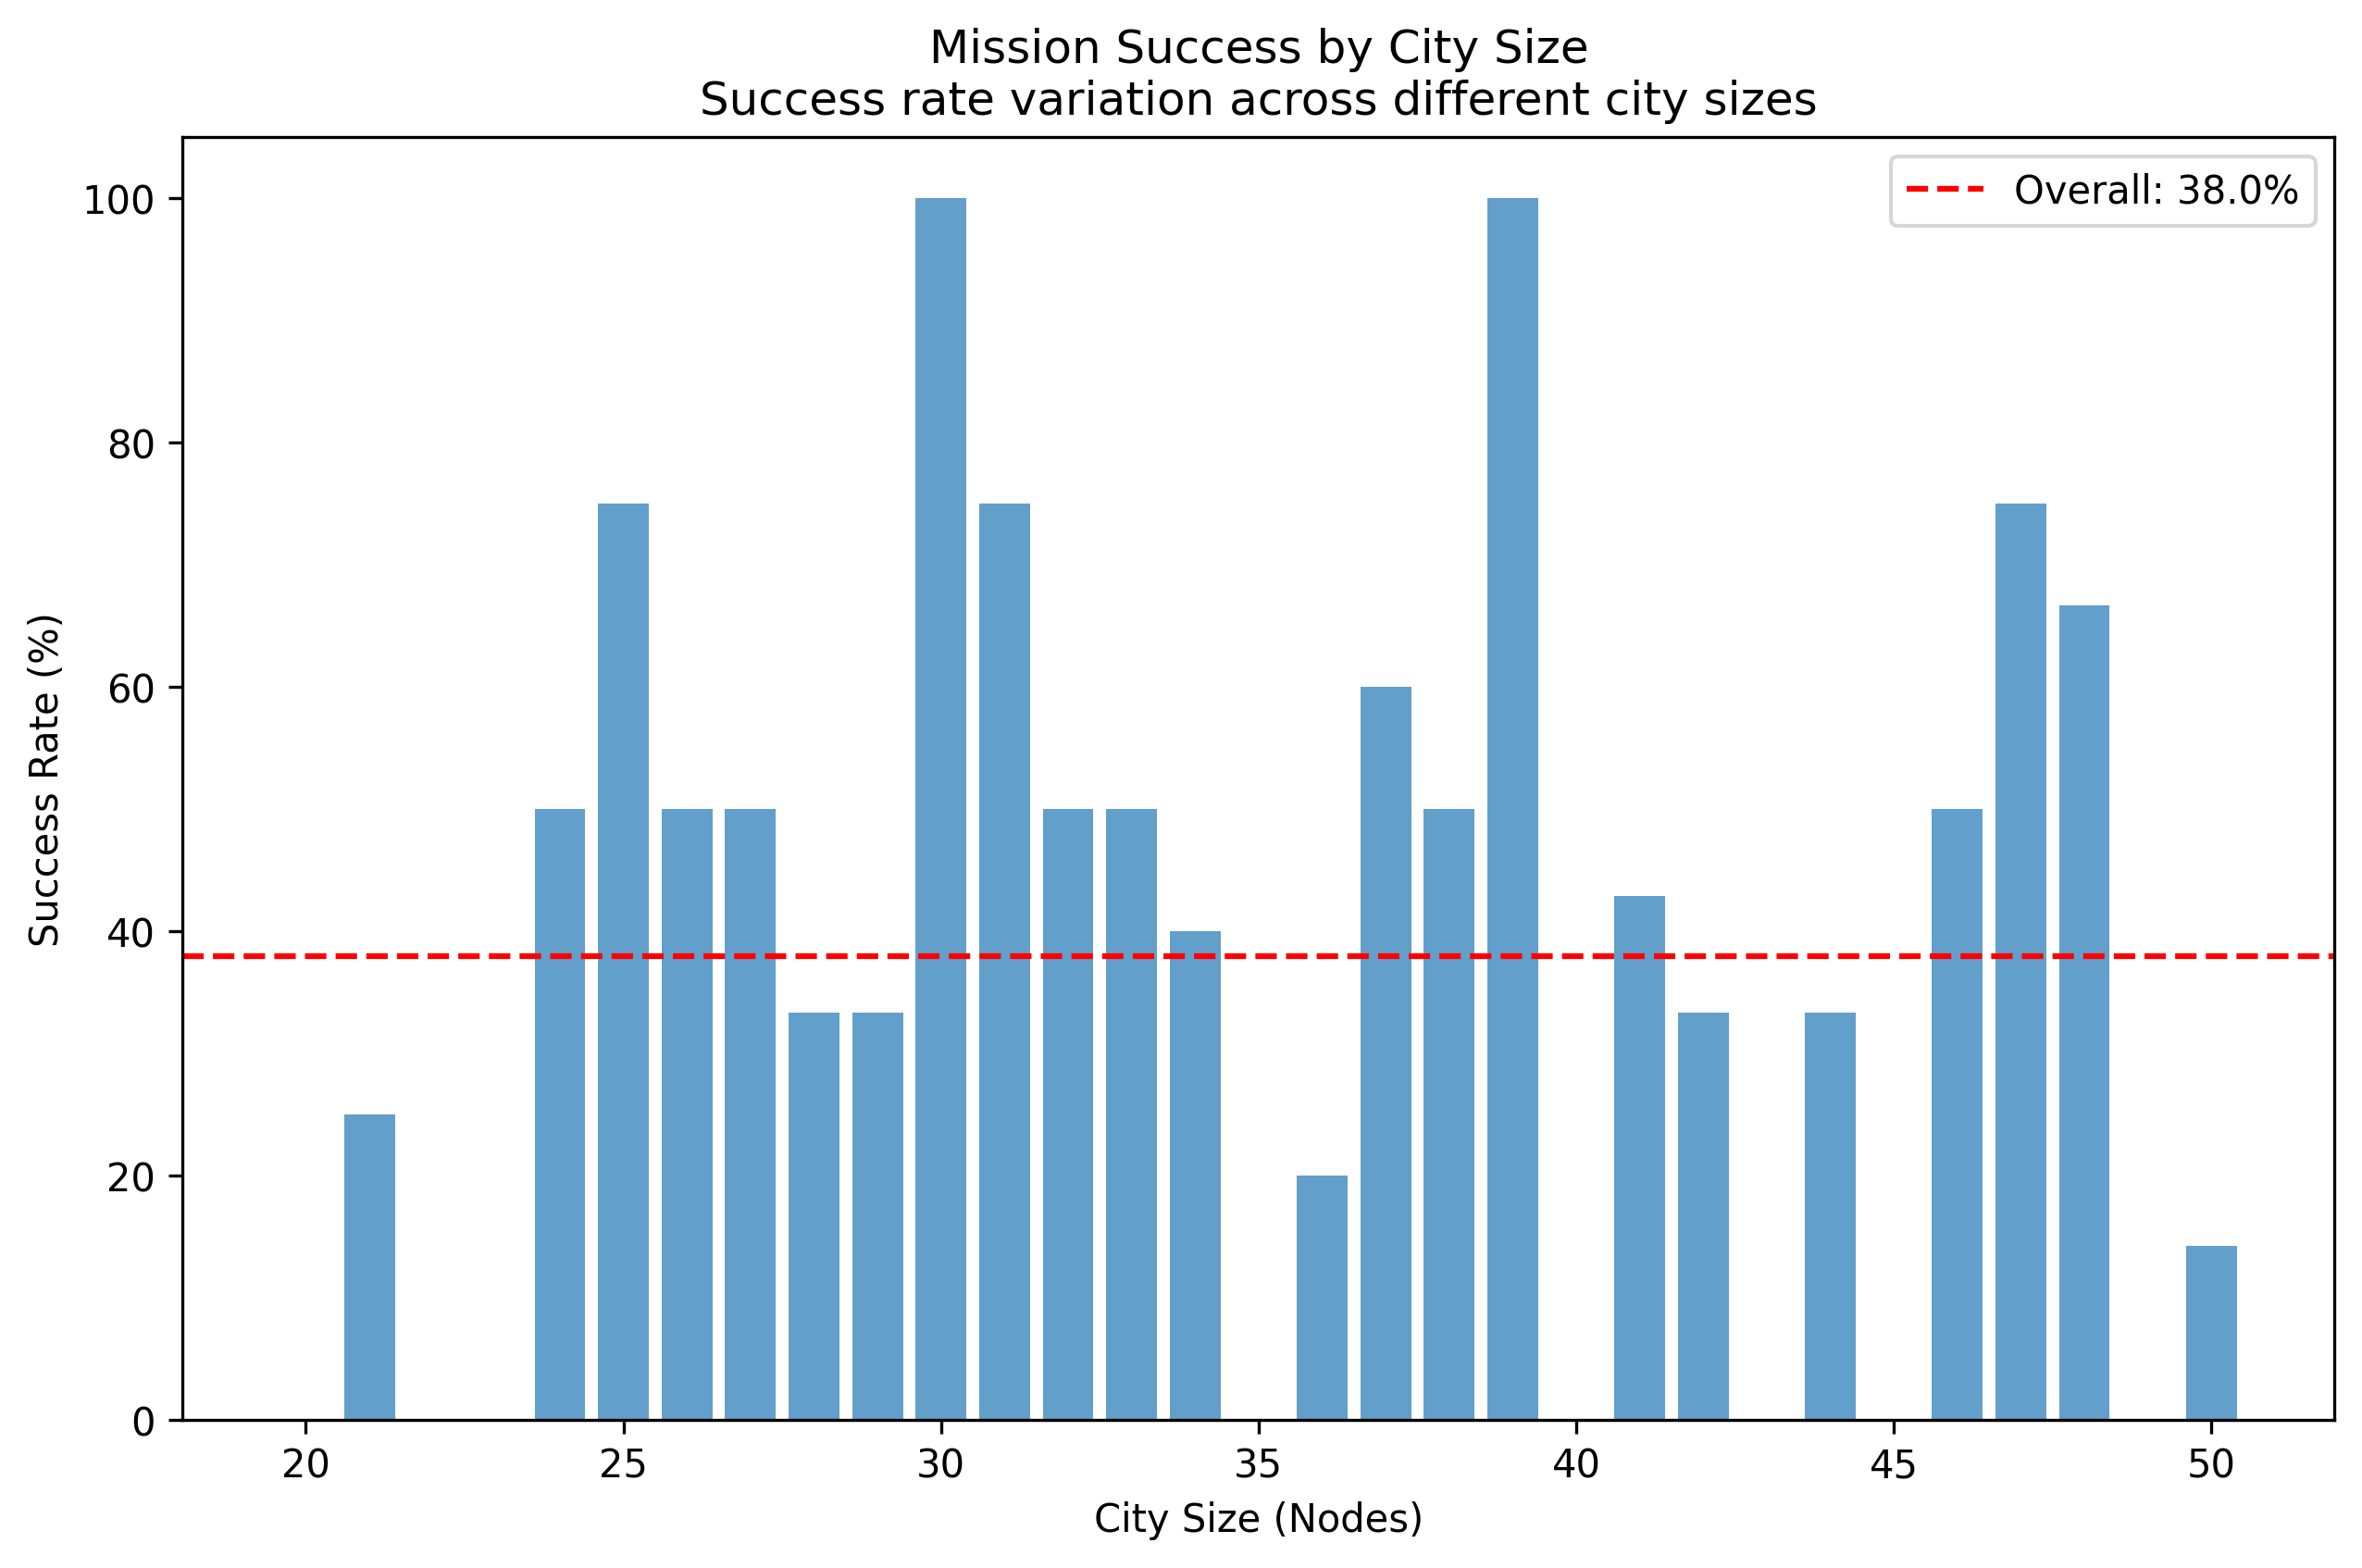 Mission Success by City Size
Success rate variation across different city sizes
Overall: 38.0%
Success Rate (%)
100
80
60
40
20
0
20 25 30 35 40 45 50
City Size (Nodes)